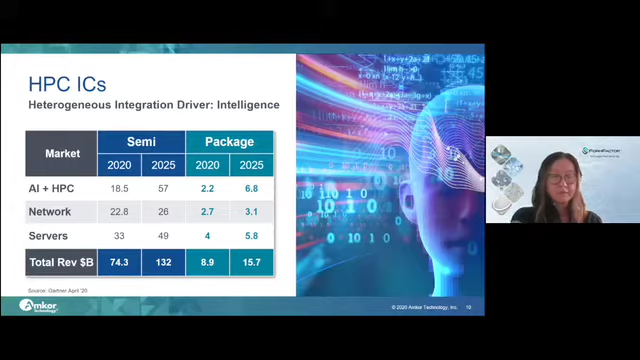 HPC ICs
Heterogeneous Integration Driver: Intelligence
Market Semi Package
2020 2025 2020 2025
AI + HPC 18.5 57 2.2 6.8
Network 22.8 26 2.7 3.1
Servers 33 49 4 5.8
Total Rev $B 74.3 132 8.9 15.7
Source: Gartner April '20
Amkor
Technology
© 2020 Amkor Technology, Inc. 10
FORMFACTOR